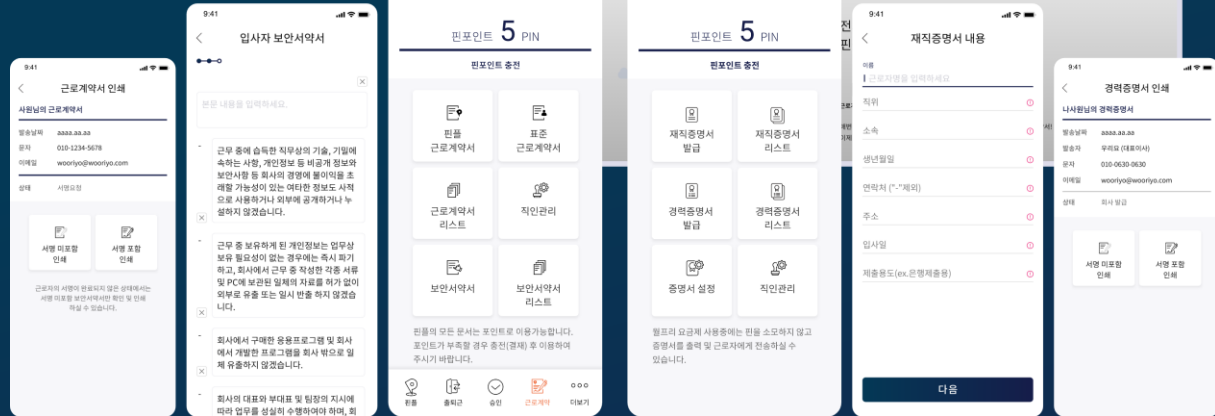 9:41
근로계약서 인쇄
사원님의 근로계약서
발송날짜 aaaa.aa.aa
문자 010-1234-5678
이메일 wooriyo@wooriyo.com
상태 서명요청
서명 미포함
인쇄
서명 포함
인쇄
근로자의 서명이 완료되지 않은 상태에서는
서명 미포함 보안서약서만 확인 및 인쇄
하실 수 있습니다.
9:41
입사자 보안서약서
본문 내용을 입력하세요.
- 근무 중에 습득한 직무상의 기술, 기밀에
속하는 사항, 개인정보 등 비공개 정보와
보안사항 등 회사의 경영에 불이익을 초
래할 가능성이 있는 여타한 정보도 사적
으로 사용하거나 외부에 공개하거나 누
설하지 않겠습니다.
- 근무 중 보유하게 된 개인정보는 업무상
보유 필요성이 없는 경우에는 즉시 파기
하고, 회사에서 근무 중 작성한 각종 서류
및 PC에 보관된 일체의 자료를 허가 없이
외부로 유출 또는 일시 반출 하지 않겠습
니다.
- 회사에서 구매한 응용프로그램 및 회사
에서 개발한 프로그램을 회사 밖으로 일
체 유출하지 않겠습니다.
- 회사의 대표와 부대표 및 팀장의 지시에
따라 업무를 성실히 수행하여야 하며, 회
핀포인트 5 PIN
핀포인트 충전
핀플
근로계약서
표준
근로계약서
근로계약서
리스트
직인관리
보안서약서
보안서약서
리스트
핀플의 모든 문서는 포인트로 이용가능합니다.
포인트가 부족할 경우 충전(결재) 후 이용하여
주시기 바랍니다.
핀플
출퇴근
승인
근로계약
더보기
핀포인트 5 PIN
핀포인트 충전
재직증명서
발급
재직증명서
리스트
경력증명서
발급
경력증명서
리스트
증명서 설정
직인관리
월프리 요금제 사용중에는 핀을 소모하지 않고
증명서를 출력 및 근로자에게 전송하실 수
있습니다.
전
핀
9:41
재직증명서 내용
이름
근로자명을 입력하세요
직위
소속
생년월일
연락처 ("-"제외)
주소
입사일
제출용도(ex.은행제출용)
다음
9:41
경력증명서 인쇄
나사원님의 경력증명서
발송날짜 aaaa.aa.aa
발송자 우리요 (대표이사)
문자 010-0630-0630
이메일 wooriyo@wooriyo.com
상태 회사 발급
서명 미포함
인쇄
서명 포함
인쇄